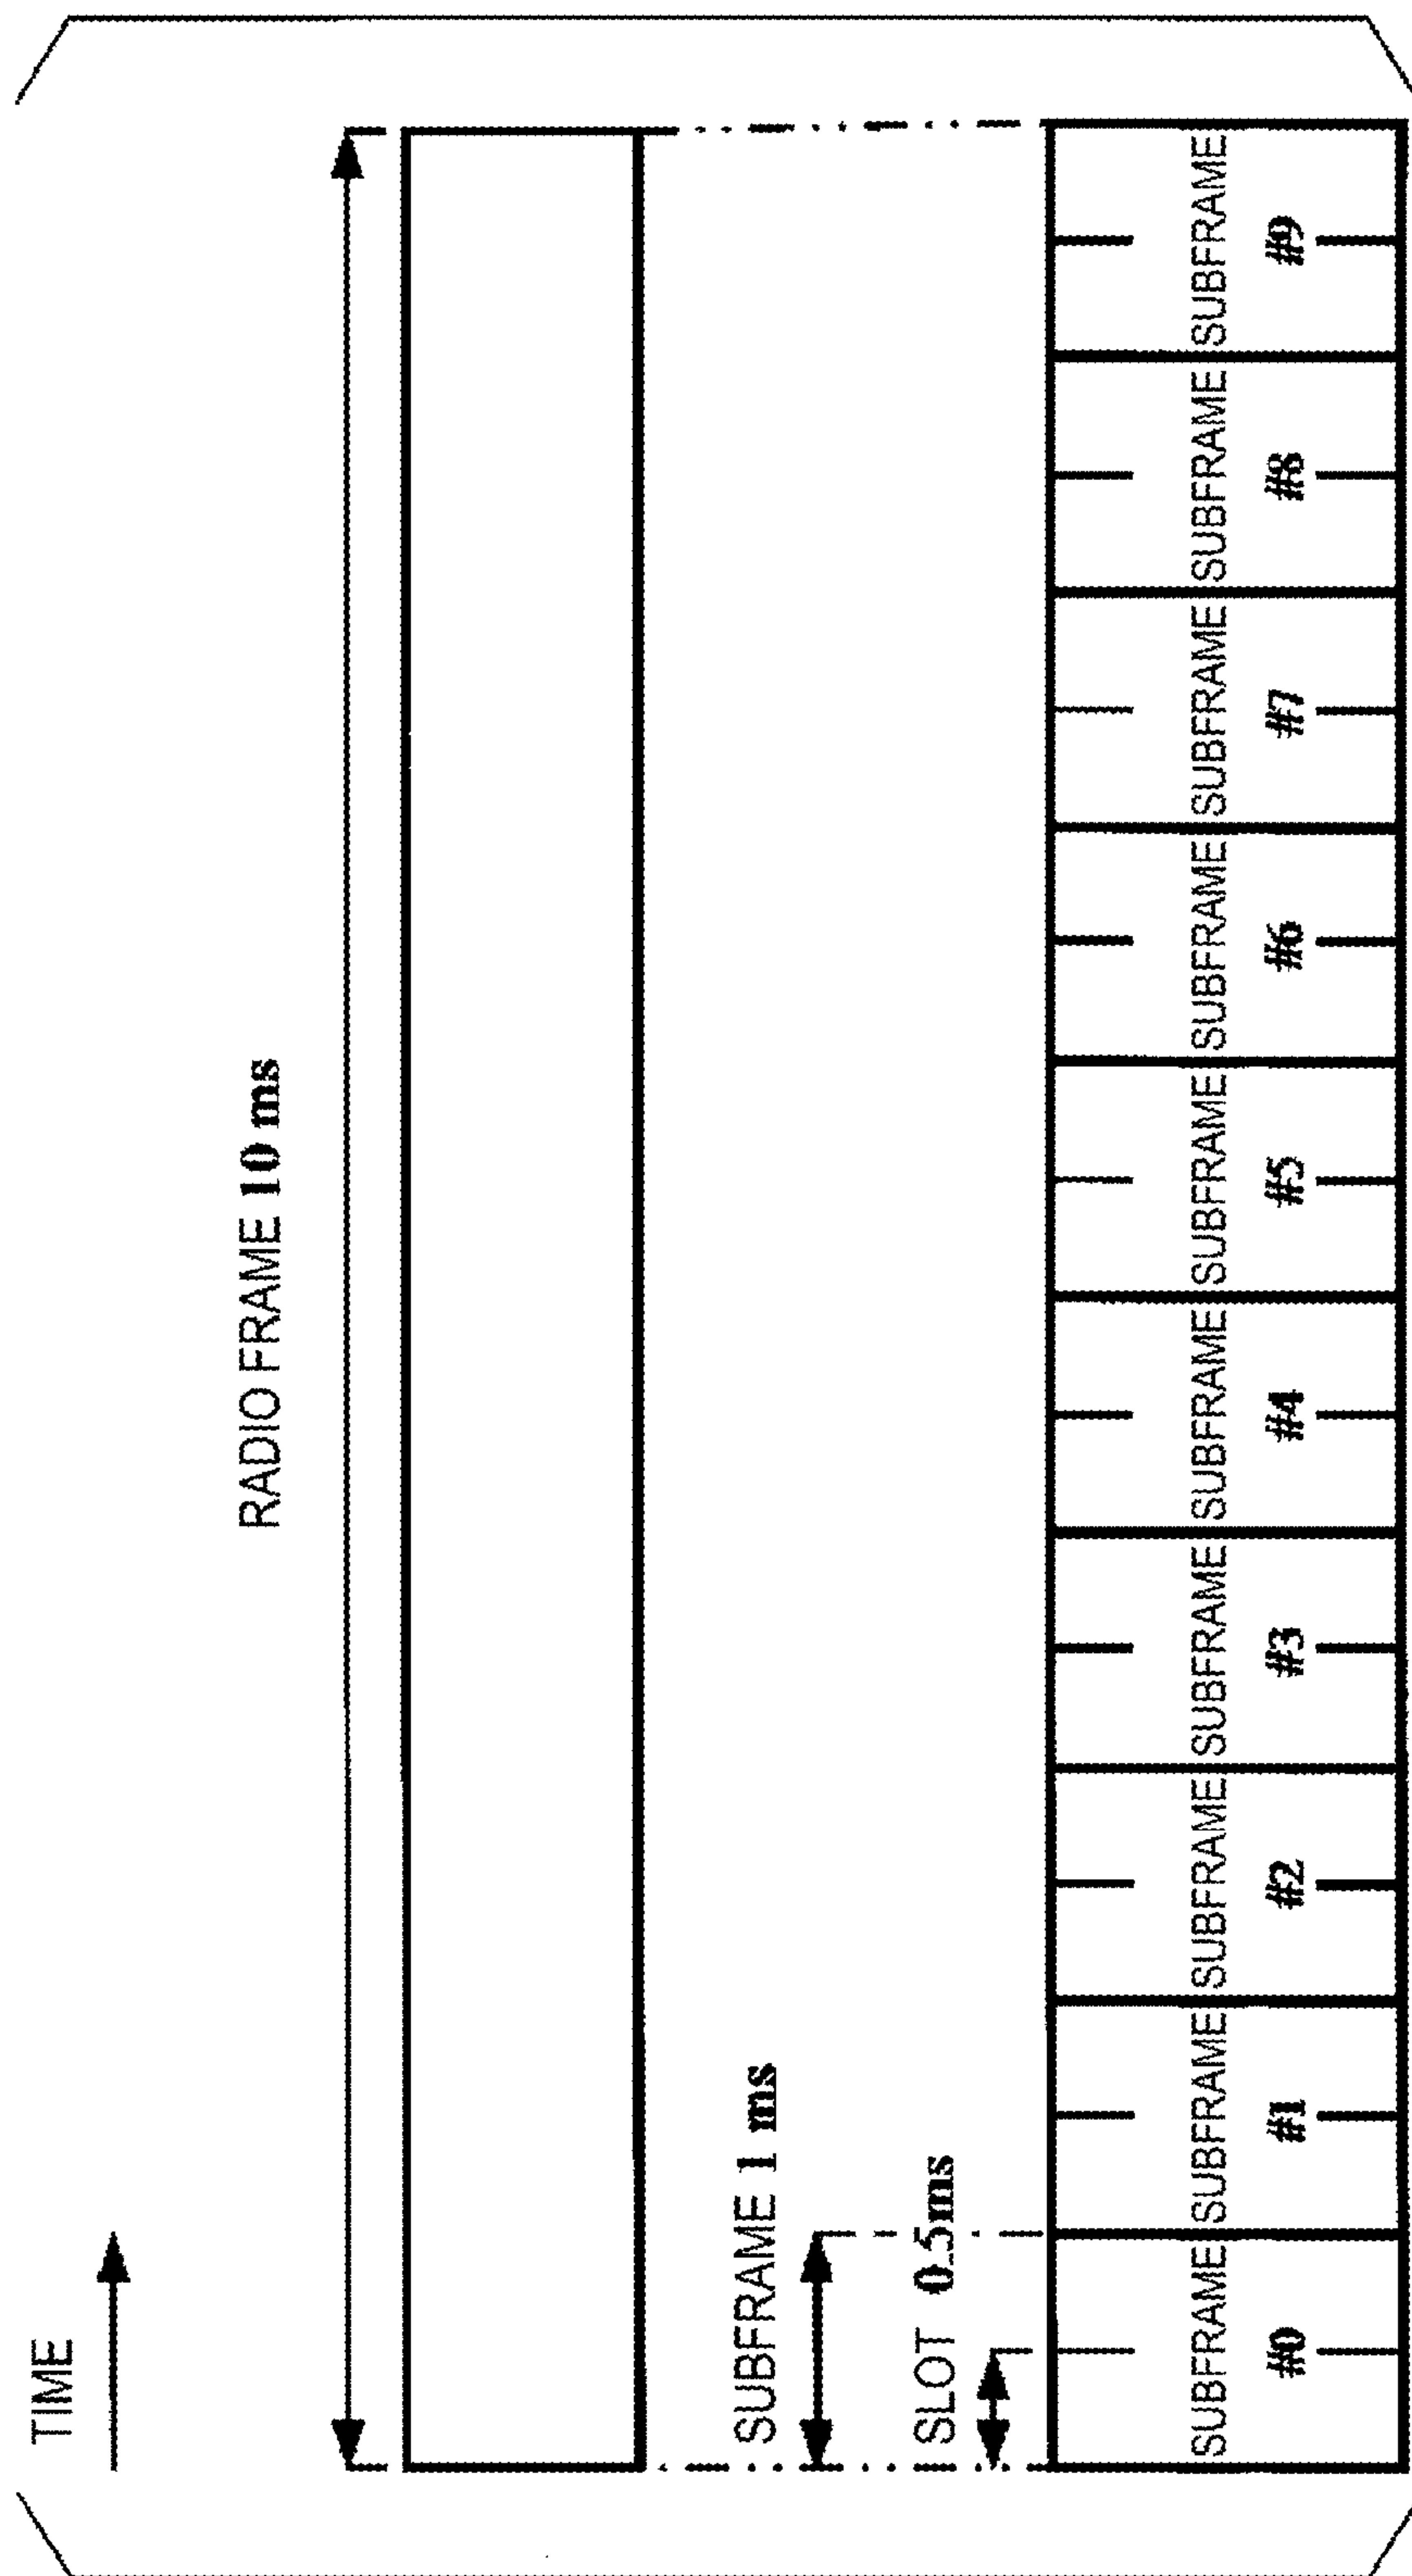 TIME
RADIO FRAME 10 ms
SUBFRAME 1 ms
SLOT 0.5ms
SUBFRAME
#0
SUBFRAME
#1
SUBFRAME
#2
SUBFRAME
#3
SUBFRAME
#4
SUBFRAME
#5
SUBFRAME
#6
SUBFRAME
#7
SUBFRAME
#8
SUBFRAME
#9